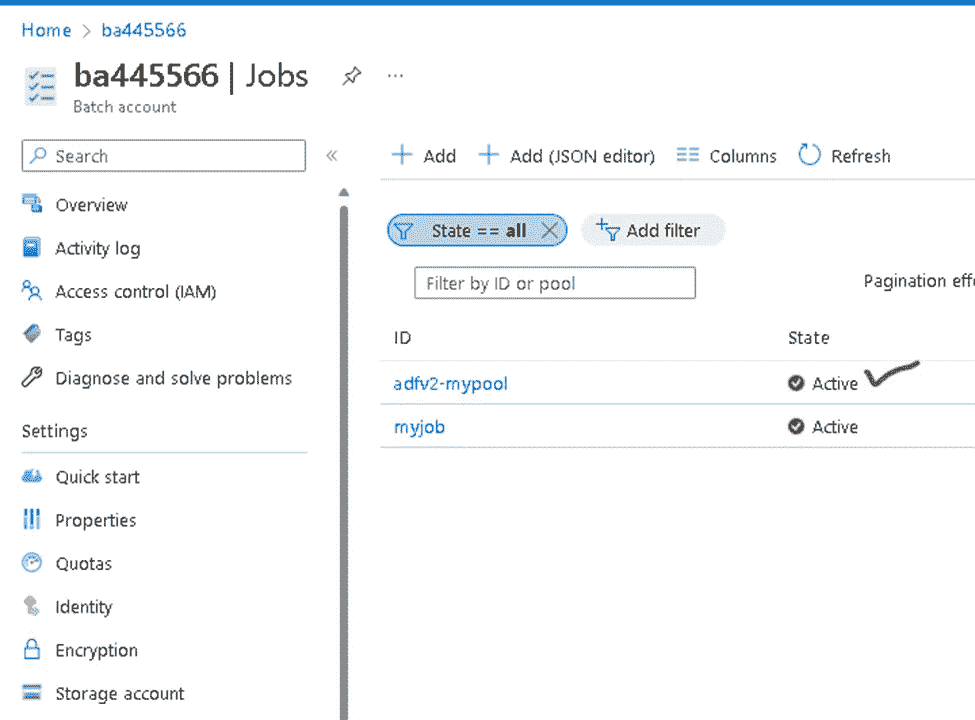 Home > ba445566
ba445566 | Jobs
Batch account
Search
«
+ Add + Add (JSON editor) Columns Refresh
Overview
Activity log
Access control (IAM)
Tags
Diagnose and solve problems
Settings
Quick start
Properties
Quotas
Identity
Encryption
Storage account
State == all
Add filter
Filter by ID or pool
Pagination effe
ID State
adfv2-mypool Active
myjob Active